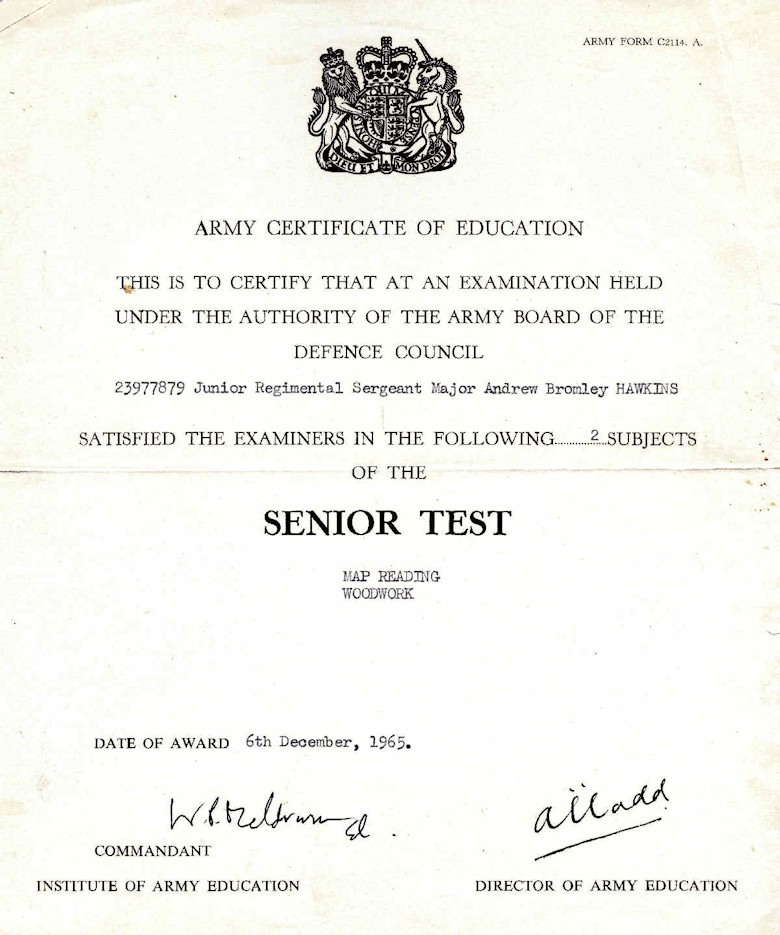 ARMY FORM C2114. A.
DIEU ET MON DROIT
ARMY CERTIFICATE OF EDUCATION
THIS IS TO CERTIFY THAT AT AN EXAMINATION HELD
UNDER THE AUTHORITY OF THE ARMY BOARD OF THE
DEFENCE COUNCIL
23977879 Junior Regimental Sergeant Major Andrew Bromley HAWKINS
SATISFIED THE EXAMINERS IN THE FOLLOWING............2...SUBJECTS
OF THE
SENIOR TEST
MAP READING
WOODWORK
DATE OF AWARD 6th December, 1965.
COMMANDANT
INSTITUTE OF ARMY EDUCATION
DIRECTOR OF ARMY EDUCATION